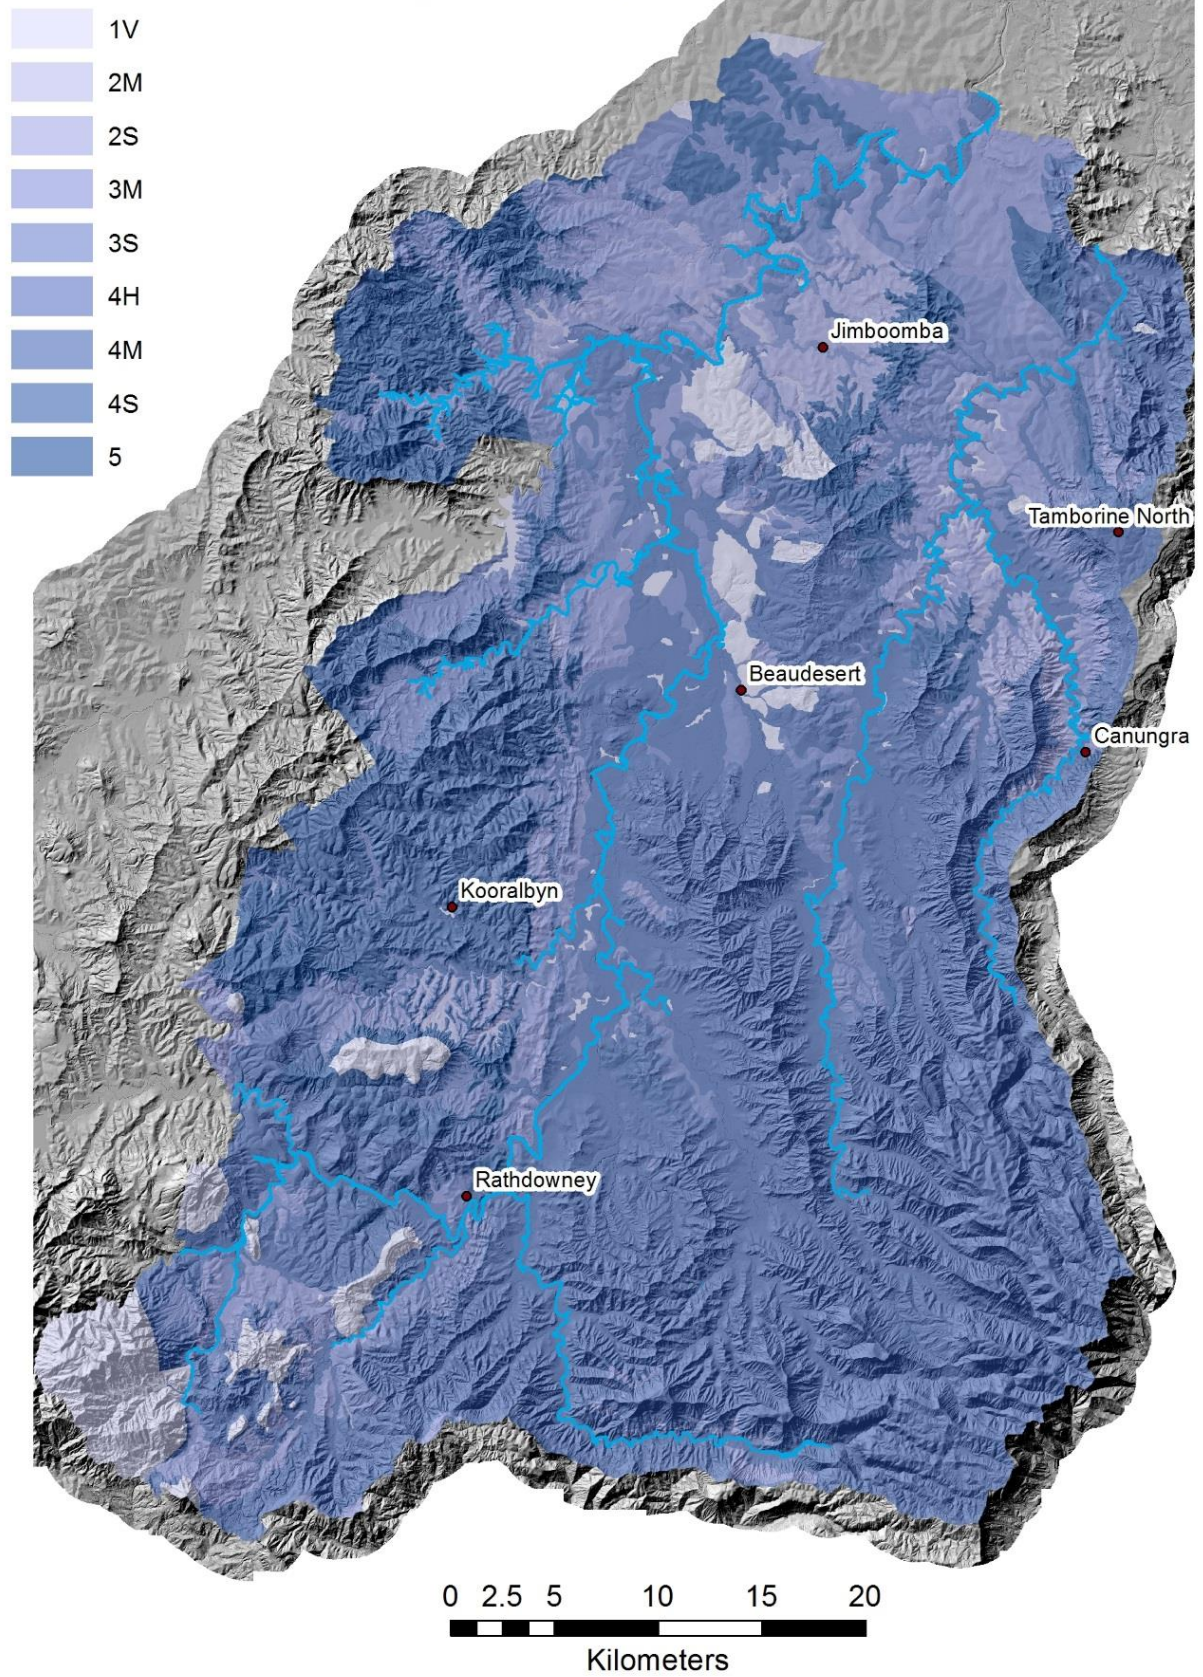 1V
2M
2S
3M
3S
4H
4M
4S
5
Jimboomba
Tamborine North
Beaudesert
Canungra
Kooralbyn
Rathdowney
0 2.5 5 10 15 20
Kilometers